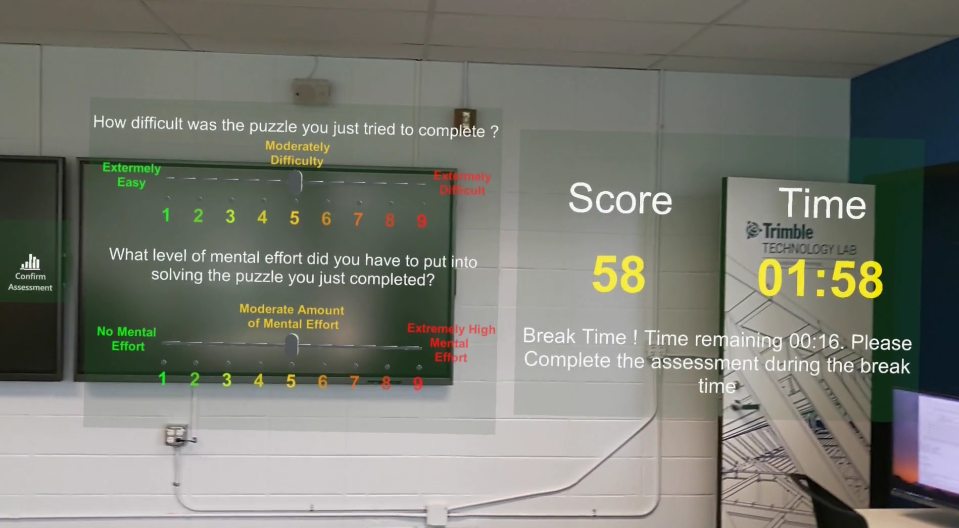 How difficult was the puzzle you just tried to complete ?
Moderately
Difficulty
Extermely
Easy
Extermely
Difficult
1 2 3 4 5 6 7 8 9
What level of mental effort did you have to put into
solving the puzzle you just completed?
Moderate Amount
of Mental Effort
No Mental
Effort
Extremely High
Mental
Effort
1 2 3 4 5 6 7 8 9
Confirm
Assessment
Score
58
Time
01:58
Trimble
TECHNOLOGY LAB
Break Time ! Time remaining 00:16. Please
Complete the assessment during the break
time